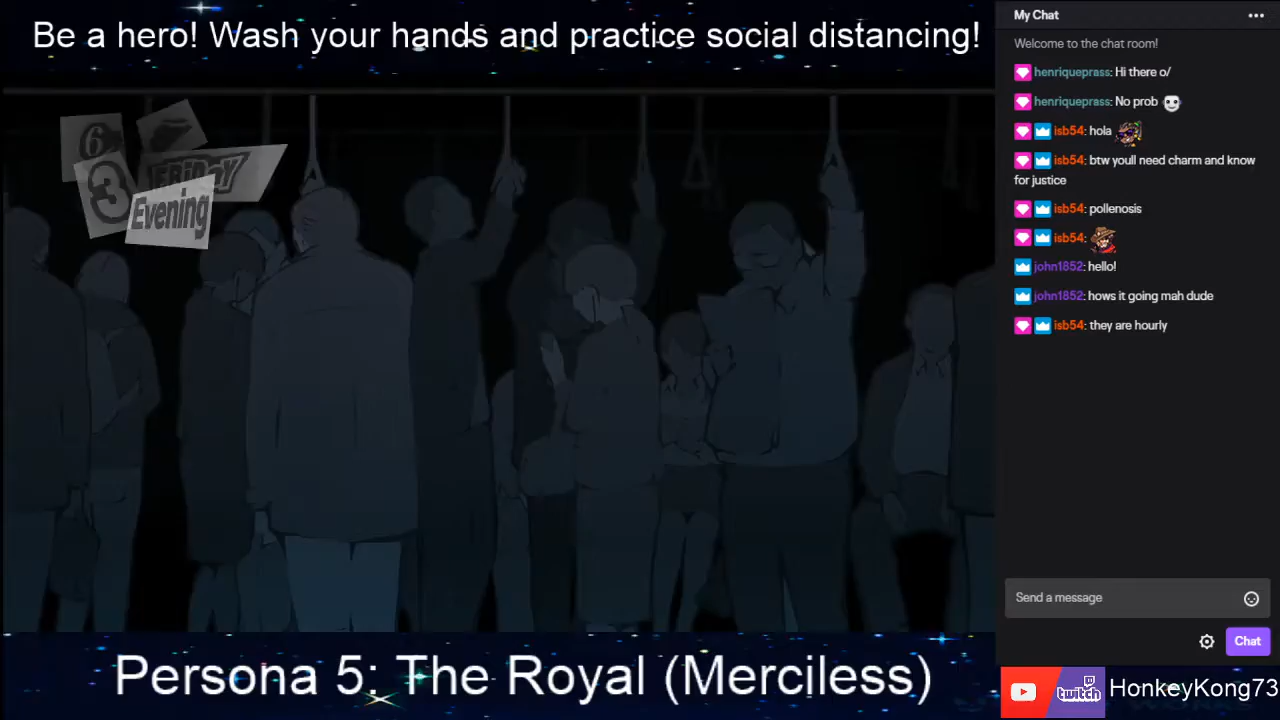 Be a hero! Wash your hands and practice social distancing!
6
3
FRiDAY
Evening
Persona 5: The Royal (Merciless)
My Chat
Welcome to the chat room!
henriqueprass: Hi there o/
henriqueprass: No prob
isb54: hola
isb54: btw youll need charm and know
for justice
isb54: pollenosis
isb54:
john1852: hello!
john1852: hows it going mah dude
isb54: they are hourly
Send a message
Chat
twitch HonkeyKong73